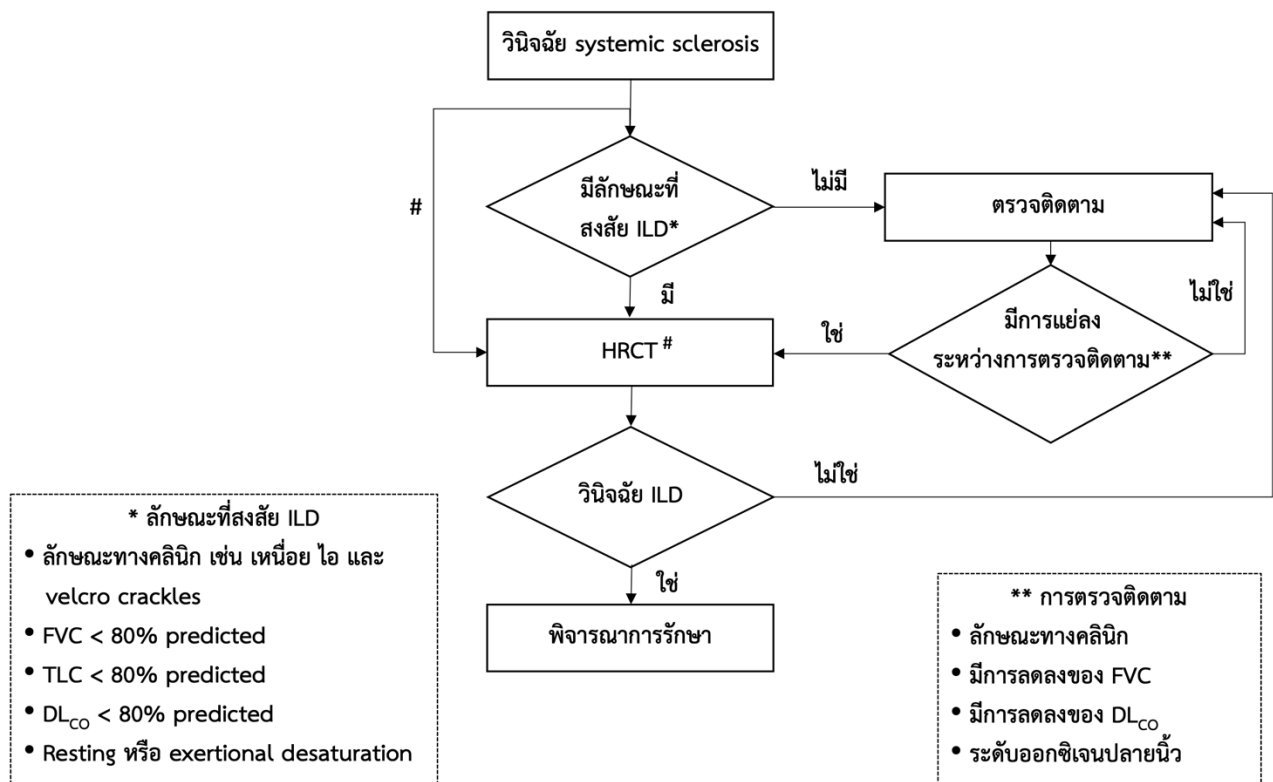 วินิจฉัย systemic sclerosis
#
มีลักษณะที่
สงสัย ILD*
ไม่มี
ตรวจติดตาม
มี
HRCT #
ใช่
มีการแย่ลง
ระหว่างการตรวจติดตาม**
ไม่ใช่
วินิจฉัย ILD
ไม่ใช่
ใช่
พิจารณาการรักษา
* ลักษณะที่สงสัย ILD
• ลักษณะทางคลินิก เช่น เหนื่อย ไอ และ
velcro crackles
• FVC < 80% predicted
• TLC < 80% predicted
• DLCO < 80% predicted
• Resting หรือ exertional desaturation
** การตรวจติดตาม
• ลักษณะทางคลินิก
• มีการลดลงของ FVC
• มีการลดลงของ DLCO
• ระดับออกซิเจนปลายนิ้ว